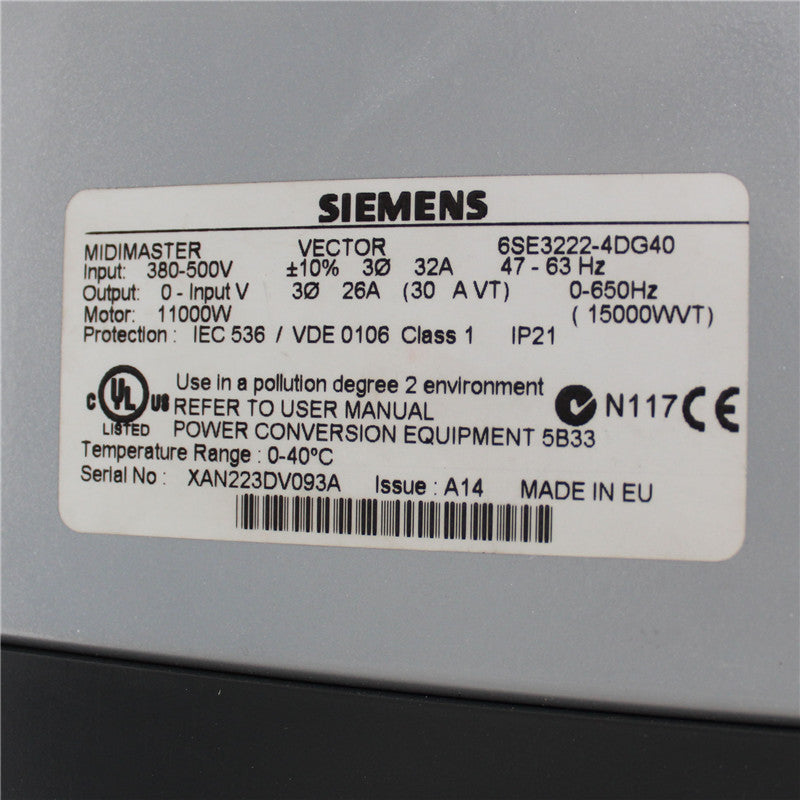 SIEMENS
MIDIMASTER VECTOR 6SE3222-4DG40
Input: 380-500V ±10% 3Ø 32A 47 - 63 Hz
Output: 0 - Input V 3Ø 26A (30 A VT) 0-650Hz
Motor: 11000W ( 15000WVT)
Protection : IEC 536 / VDE 0106 Class 1 IP21
C UL US LISTED
Use in a pollution degree 2 environment
REFER TO USER MANUAL
POWER CONVERSION EQUIPMENT 5B33
N117 CE
Temperature Range : 0-40°C
Serial No : XAN223DV093A Issue : A14 MADE IN EU